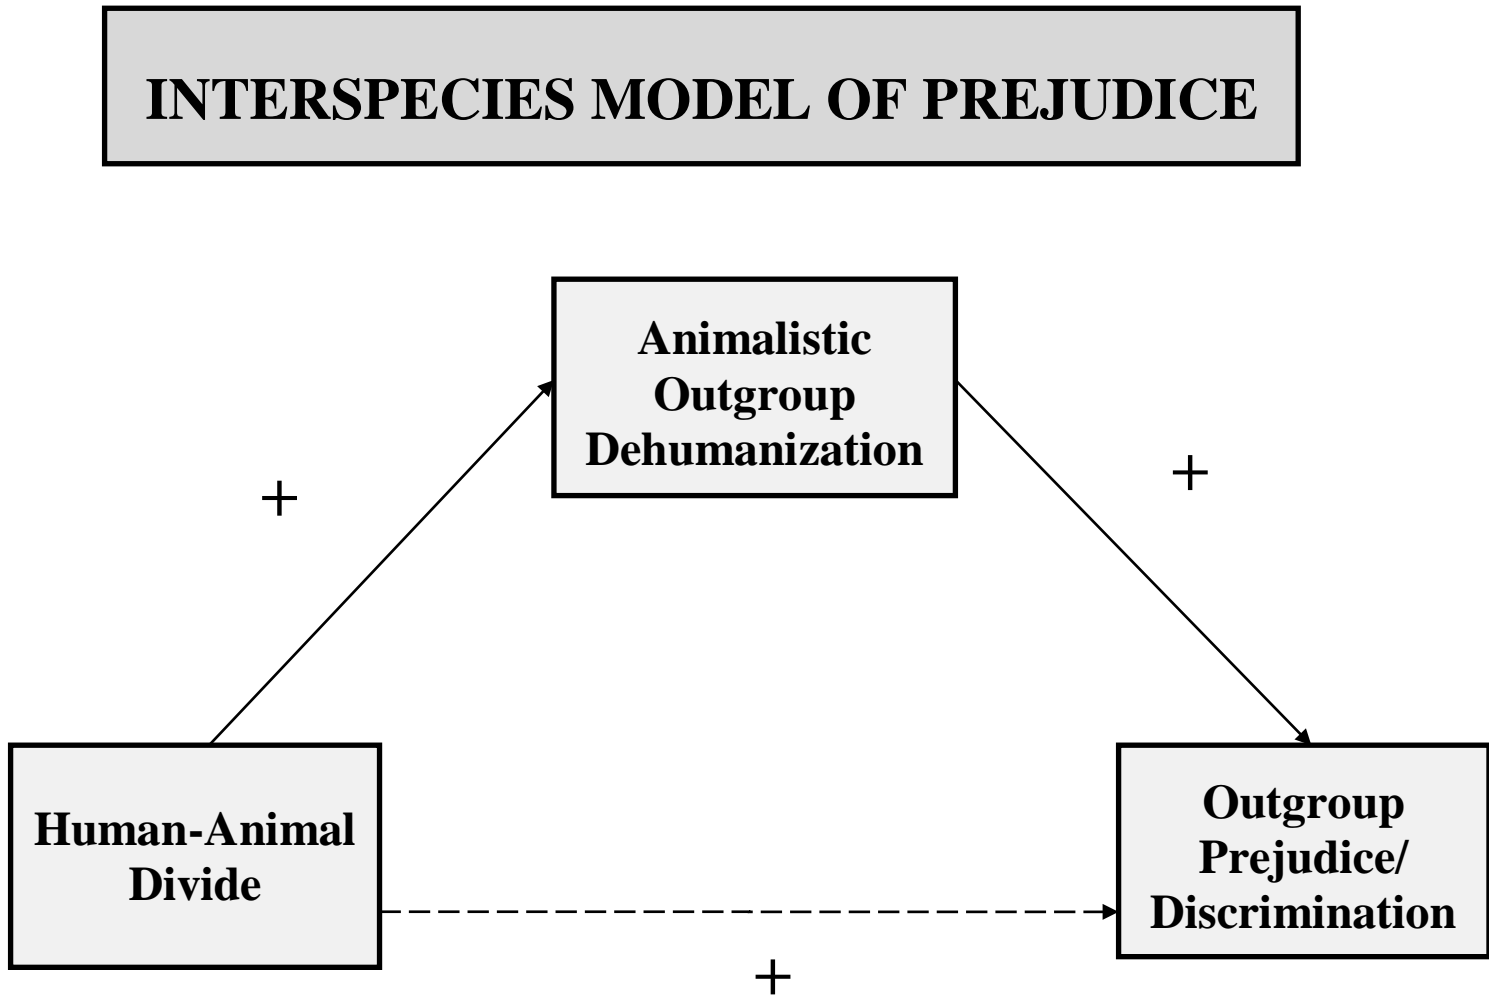 INTERSPECIES MODEL OF PREJUDICE
Animalistic
Outgroup
Dehumanization
+
+
Human-Animal
Divide
Outgroup
Prejudice/
Discrimination
+